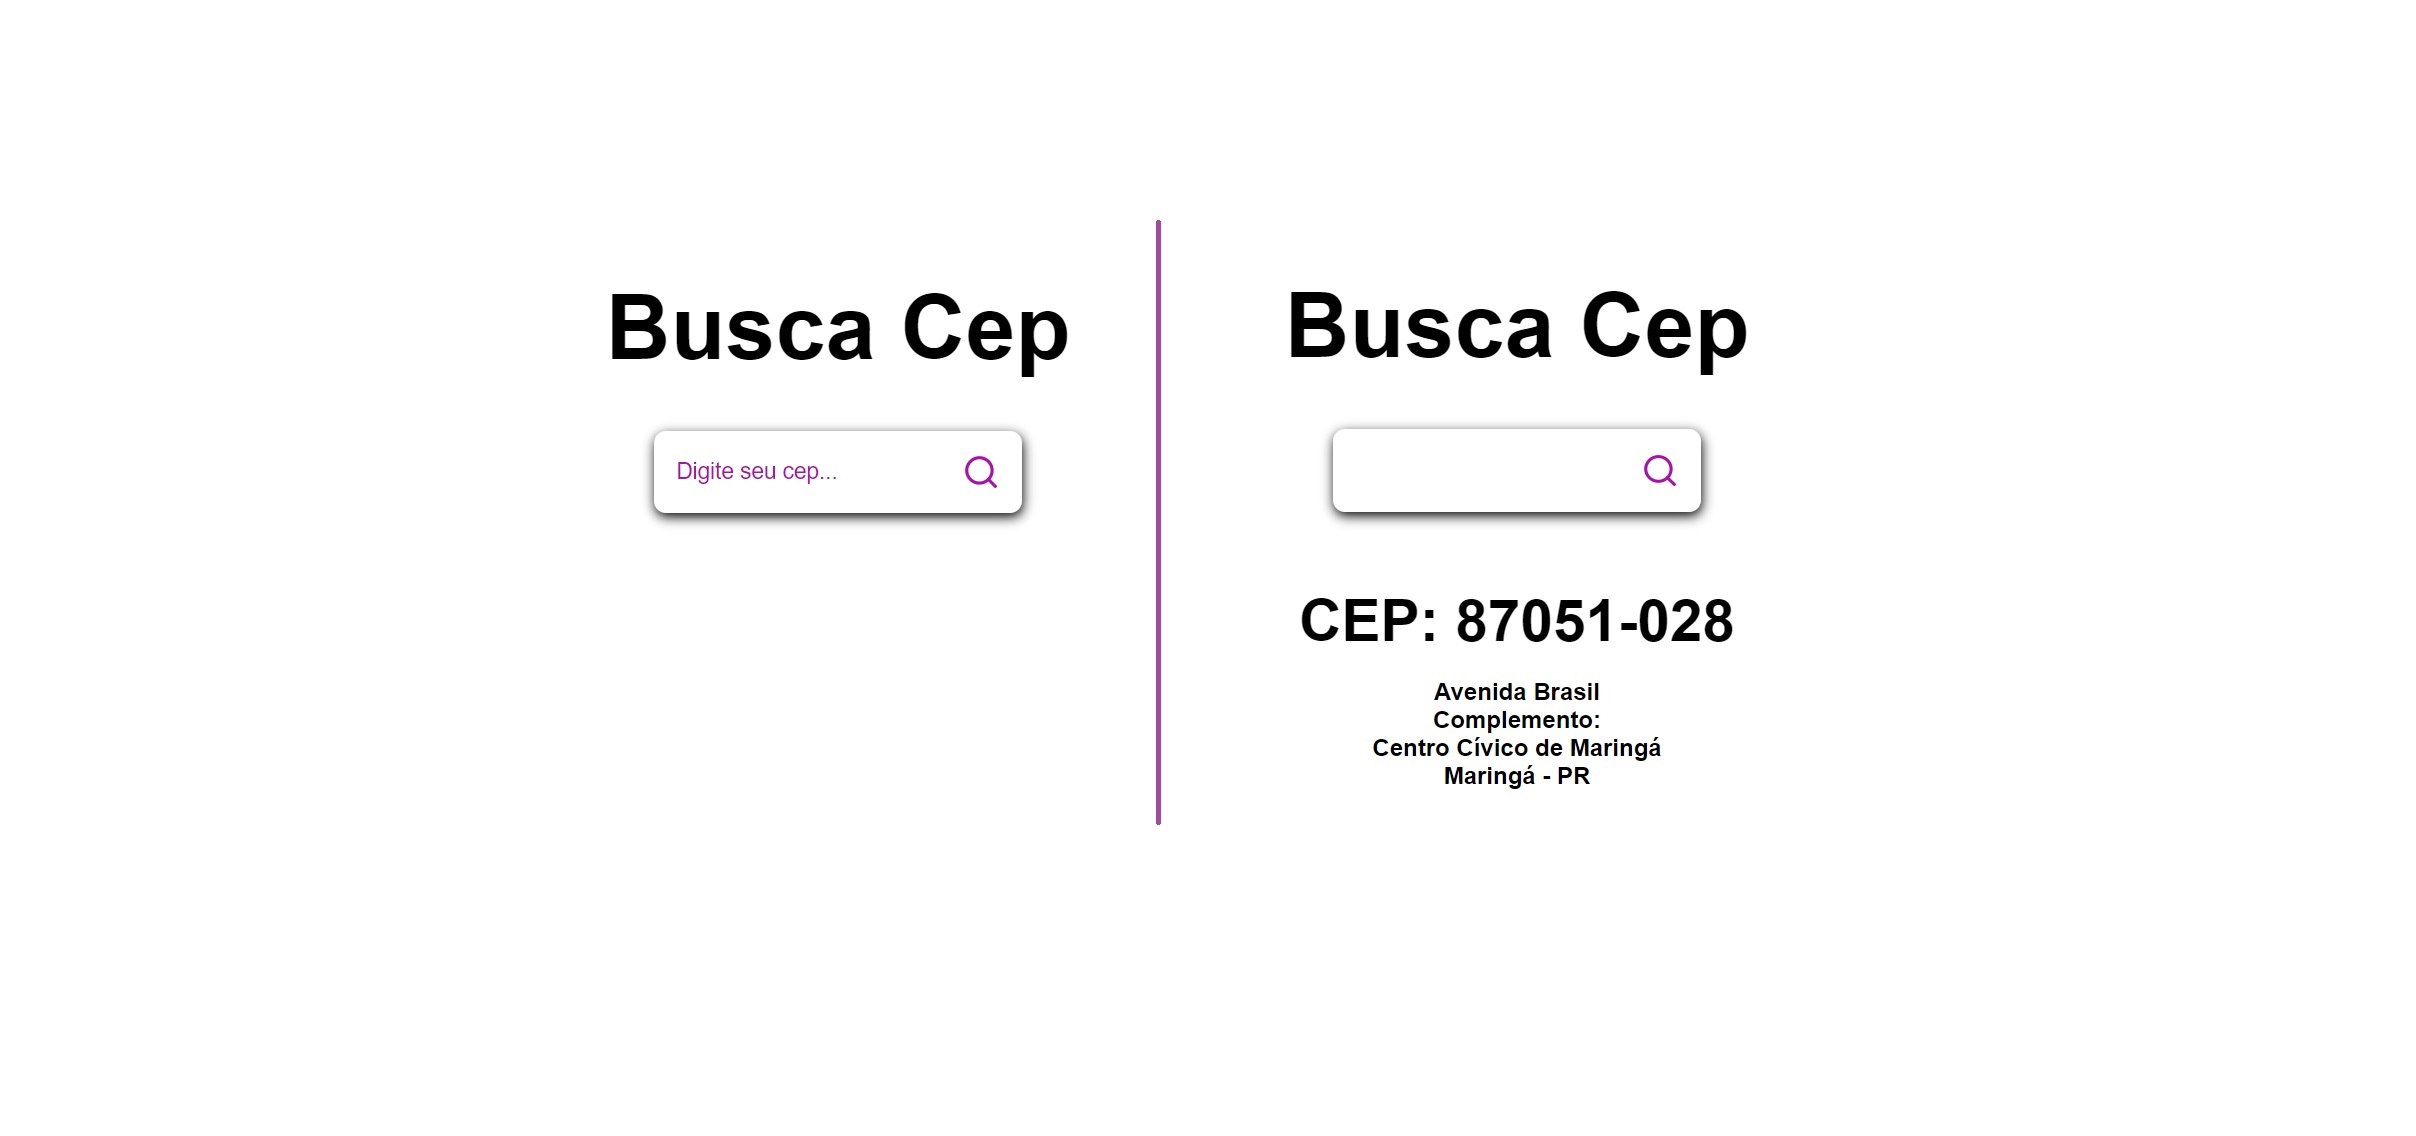 Busca Cep
Digite seu cep...
Busca Cep
CEP: 87051-028
Avenida Brasil
Complemento:
Centro Cívico de Maringá
Maringá - PR